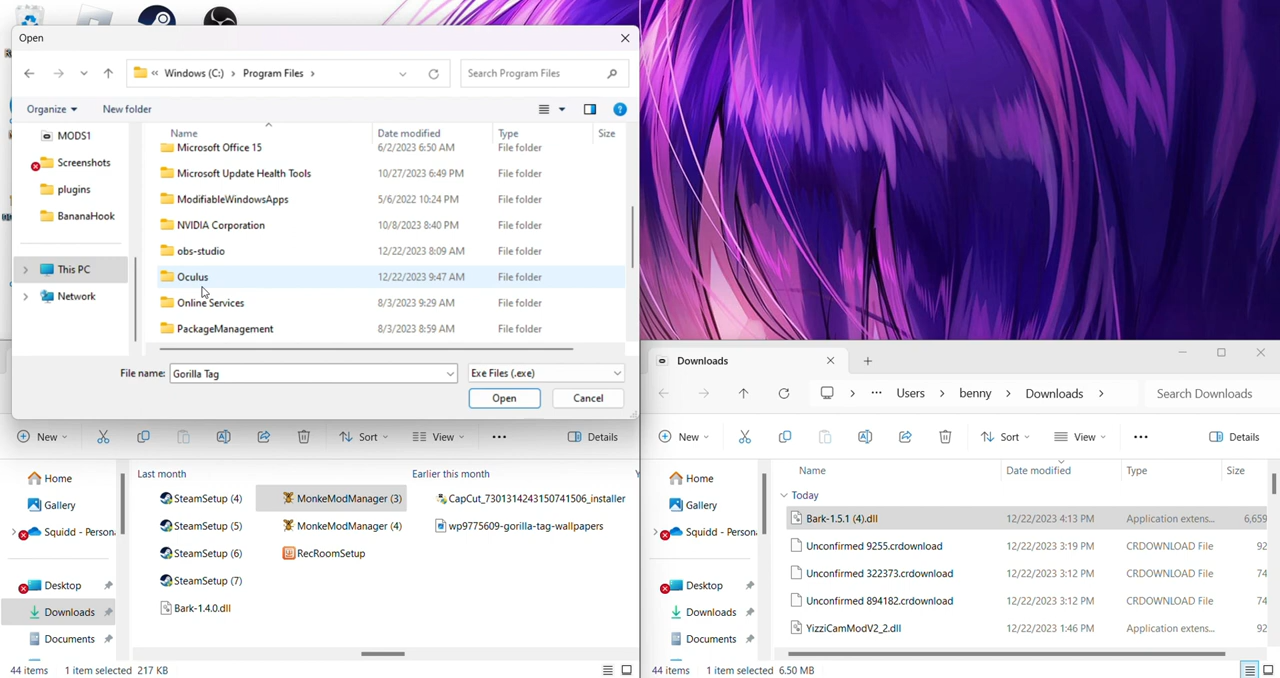 Open
Windows (C:) › Program Files ›
Search Program Files
Organize
New folder
MODS1
Screenshots
plugins
BananaHook
This PC
Network
Name Date modified Type Size
Microsoft Office 15 6/2/2023 6:50 AM File folder
Microsoft Update Health Tools 10/27/2023 6:49 PM File folder
ModifiableWindowsApps 5/6/2022 10:24 PM File folder
NVIDIA Corporation 10/8/2023 8:40 PM File folder
obs-studio 12/22/2023 8:09 AM File folder
Oculus 12/22/2023 9:47 AM File folder
Online Services 8/3/2023 9:29 AM File folder
PackageManagement 8/3/2023 8:59 AM File folder
File name: Gorilla Tag
Exe Files (.exe)
Open Cancel
New
Sort
View
Details
Home
Gallery
Squidd - Person
Desktop
Downloads
Documents
Last month
SteamSetup (4)
SteamSetup (5)
SteamSetup (6)
SteamSetup (7)
Bark-1.4.0.dll
MonkeModManager (3)
MonkeModManager (4)
RecRoomSetup
Earlier this month
CapCut_7301314243150741506_installer
wp9775609-gorilla-tag-wallpapers
44 items 1 item selected 217 KB
Downloads
Users › benny › Downloads ›
Search Downloads
New
Sort
View
Details
Home
Gallery
Squidd - Person
Desktop
Downloads
Documents
Name Date modified Type Size
Today
Bark-1.5.1 (4).dll 12/22/2023 4:13 PM Application extens... 6,659
Unconfirmed 9255.crdownload 12/22/2023 3:19 PM CRDOWNLOAD File 92
Unconfirmed 322373.crdownload 12/22/2023 3:12 PM CRDOWNLOAD File 74
Unconfirmed 894182.crdownload 12/22/2023 3:12 PM CRDOWNLOAD File 74
YizziCamModV2_2.dll 12/22/2023 1:46 PM Application extens... 92
44 items 1 item selected 6.50 MB